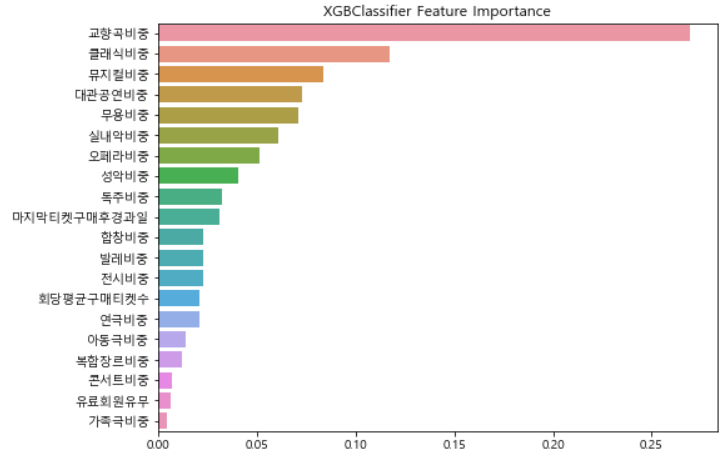 XGBClassifier Feature Importance
교향곡비중
클래식비중
뮤지컬비중
대관공연비중
무용비중
실내악비중
오페라비중
성악비중
독주비중
마지막티켓구매후경과일
합창비중
발레비중
전시비중
회당평균구매티켓수
연극비중
아동극비중
복합장르비중
콘서트비중
유료회원유무
가족극비중
0.00 0.05 0.10 0.15 0.20 0.25